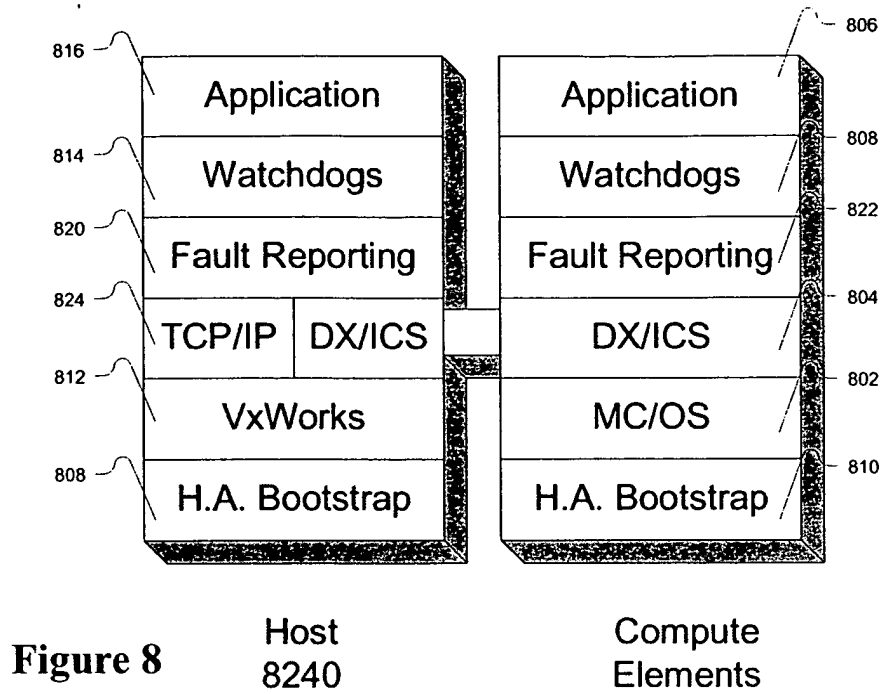 816
806
Application
Application
814
808
Watchdogs
Watchdogs
820
822
Fault Reporting
Fault Reporting
824
804
TCP/IP
DX/ICS
DX/ICS
812
802
VxWorks
MC/OS
808
810
H.A. Bootstrap
H.A. Bootstrap
Host
8240
Compute
Elements
Figure 8